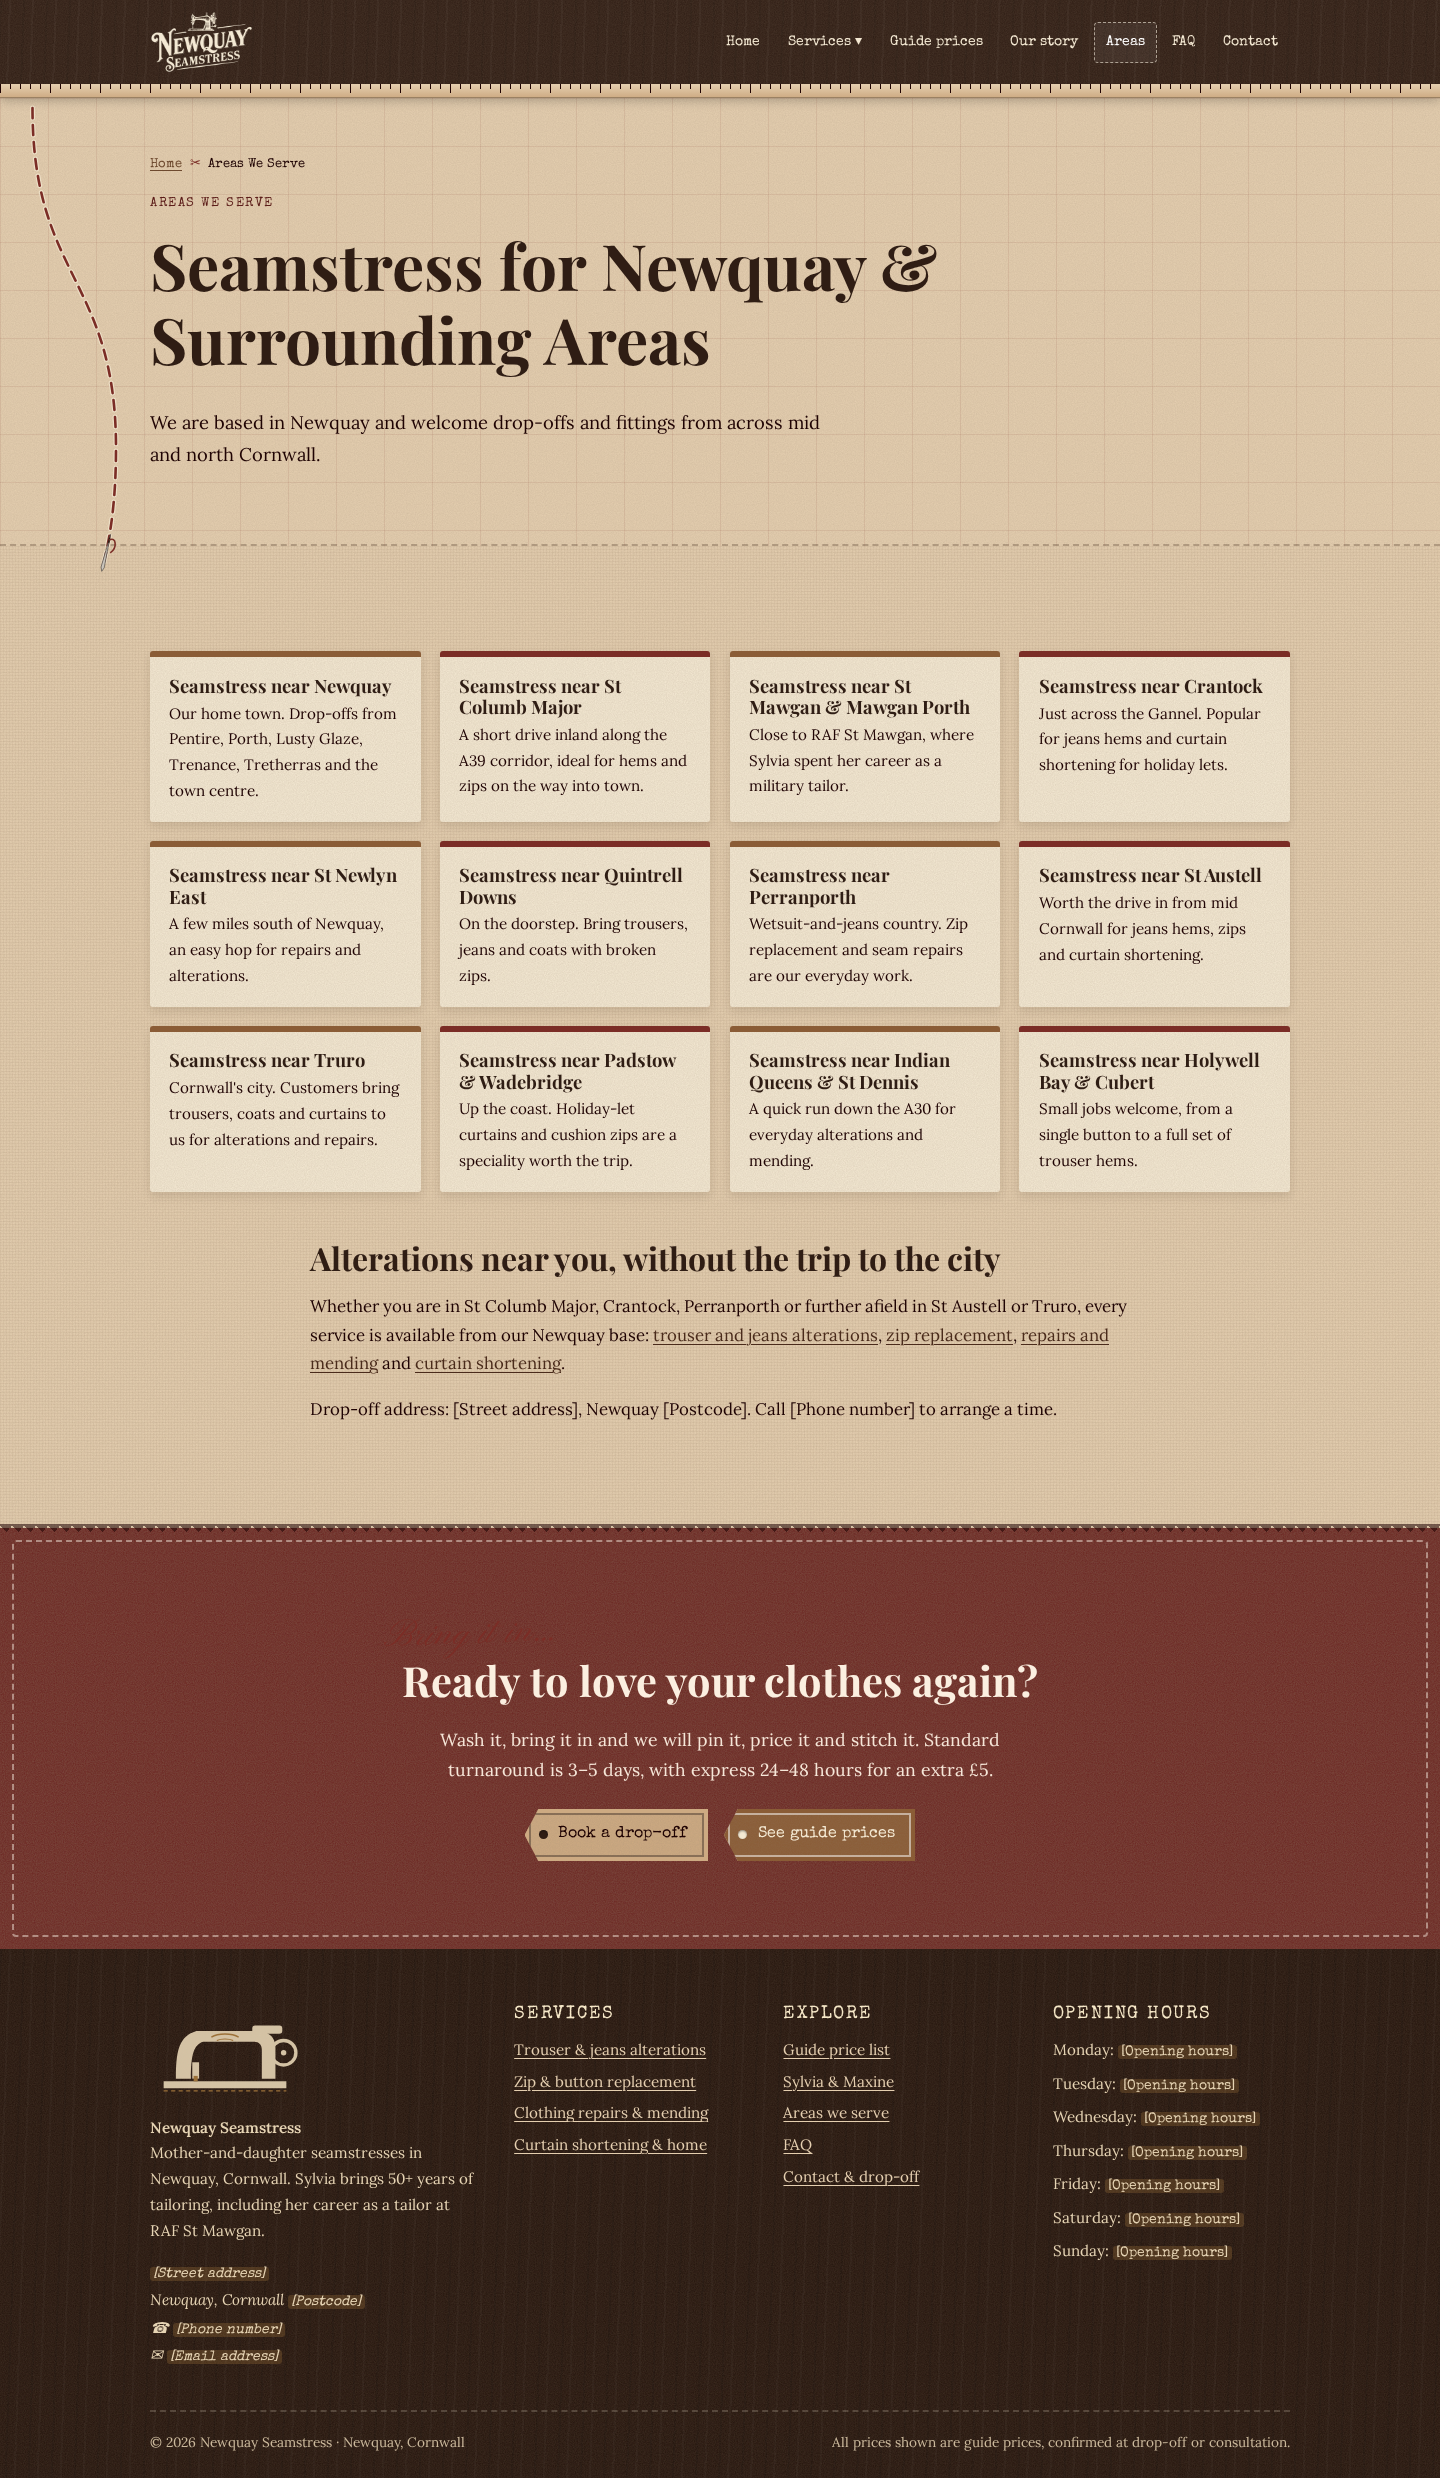 NEWQUAY
SEAMSTRESS
Home
Services ▾
Guide prices
Our story
Areas
FAQ
Contact
Home ✂ Areas We Serve
AREAS WE SERVE
Seamstress for Newquay &
Surrounding Areas
We are based in Newquay and welcome drop-offs and fittings from across mid
and north Cornwall.
Seamstress near Newquay
Our home town. Drop-offs from
Pentire, Porth, Lusty Glaze,
Trenance, Tretherras and the
town centre.
Seamstress near St
Columb Major
A short drive inland along the
A39 corridor, ideal for hems and
zips on the way into town.
Seamstress near St
Mawgan & Mawgan Porth
Close to RAF St Mawgan, where
Sylvia spent her career as a
military tailor.
Seamstress near Crantock
Just across the Gannel. Popular
for jeans hems and curtain
shortening for holiday lets.
Seamstress near St Newlyn
East
A few miles south of Newquay,
an easy hop for repairs and
alterations.
Seamstress near Quintrell
Downs
On the doorstep. Bring trousers,
jeans and coats with broken
zips.
Seamstress near
Perranporth
Wetsuit-and-jeans country. Zip
replacement and seam repairs
are our everyday work.
Seamstress near St Austell
Worth the drive in from mid
Cornwall for jeans hems, zips
and curtain shortening.
Seamstress near Truro
Cornwall's city. Customers bring
trousers, coats and curtains to
us for alterations and repairs.
Seamstress near Padstow
& Wadebridge
Up the coast. Holiday-let
curtains and cushion zips are a
speciality worth the trip.
Seamstress near Indian
Queens & St Dennis
A quick run down the A30 for
everyday alterations and
mending.
Seamstress near Holywell
Bay & Cubert
Small jobs welcome, from a
single button to a full set of
trouser hems.
Alterations near you, without the trip to the city
Whether you are in St Columb Major, Crantock, Perranporth or further afield in St Austell or Truro, every
service is available from our Newquay base: trouser and jeans alterations, zip replacement, repairs and
mending and curtain shortening.
Drop-off address: [Street address], Newquay [Postcode]. Call [Phone number] to arrange a time.
Ready to love your clothes again?
Wash it, bring it in and we will pin it, price it and stitch it. Standard
turnaround is 3–5 days, with express 24–48 hours for an extra £5.
Book a drop-off
See guide prices
Newquay Seamstress
Mother-and-daughter seamstresses in
Newquay, Cornwall. Sylvia brings 50+ years of
tailoring, including her career as a tailor at
RAF St Mawgan.
[Street address]
Newquay, Cornwall [Postcode]
☎ [Phone number]
✉ [Email address]
SERVICES
Trouser & jeans alterations
Zip & button replacement
Clothing repairs & mending
Curtain shortening & home
EXPLORE
Guide price list
Sylvia & Maxine
Areas we serve
FAQ
Contact & drop-off
OPENING HOURS
Monday: [Opening hours]
Tuesday: [Opening hours]
Wednesday: [Opening hours]
Thursday: [Opening hours]
Friday: [Opening hours]
Saturday: [Opening hours]
Sunday: [Opening hours]
© 2026 Newquay Seamstress · Newquay, Cornwall
All prices shown are guide prices, confirmed at drop-off or consultation.